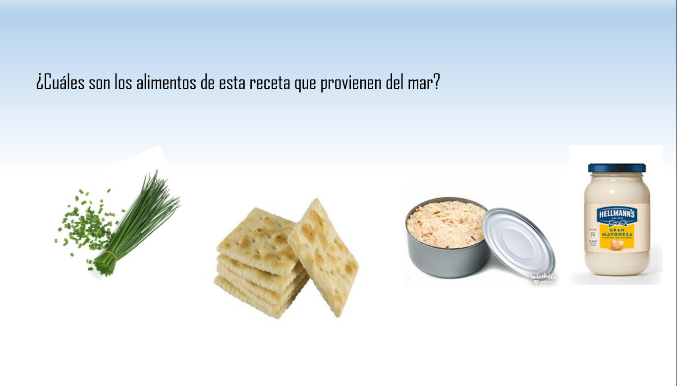 ¿Cuáles son los alimentos de esta receta que provienen del mar?
HELLMANN'S
GRAN
MAYONESA